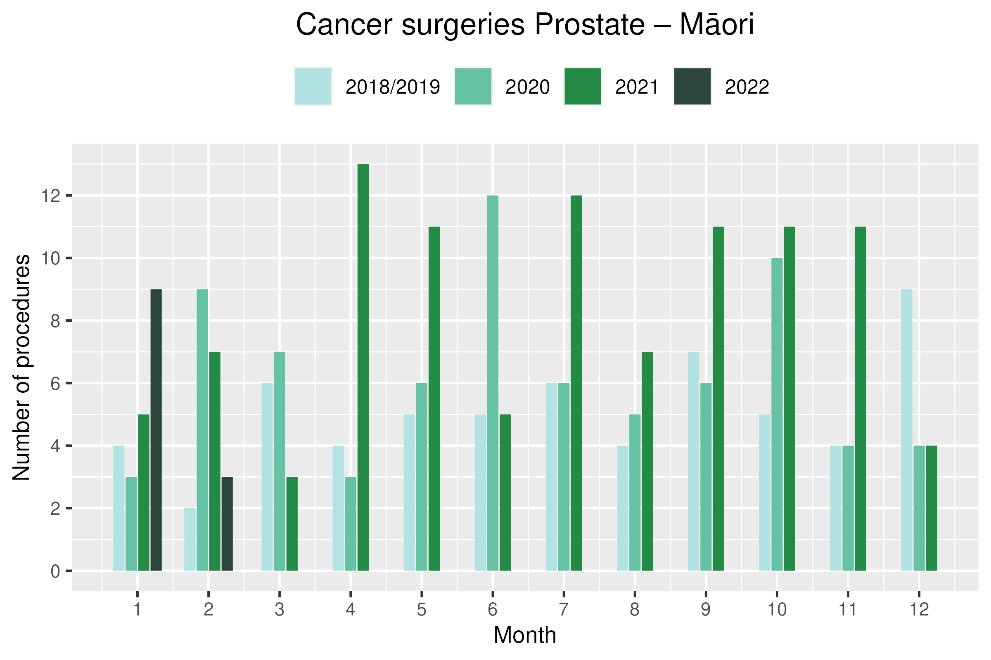 Cancer surgeries Prostate – Māori
2018/2019 2020 2021 2022
Number of procedures
12
10
8
6
4
2
0
1 2 3 4 5 6 7 8 9 10 11 12
Month